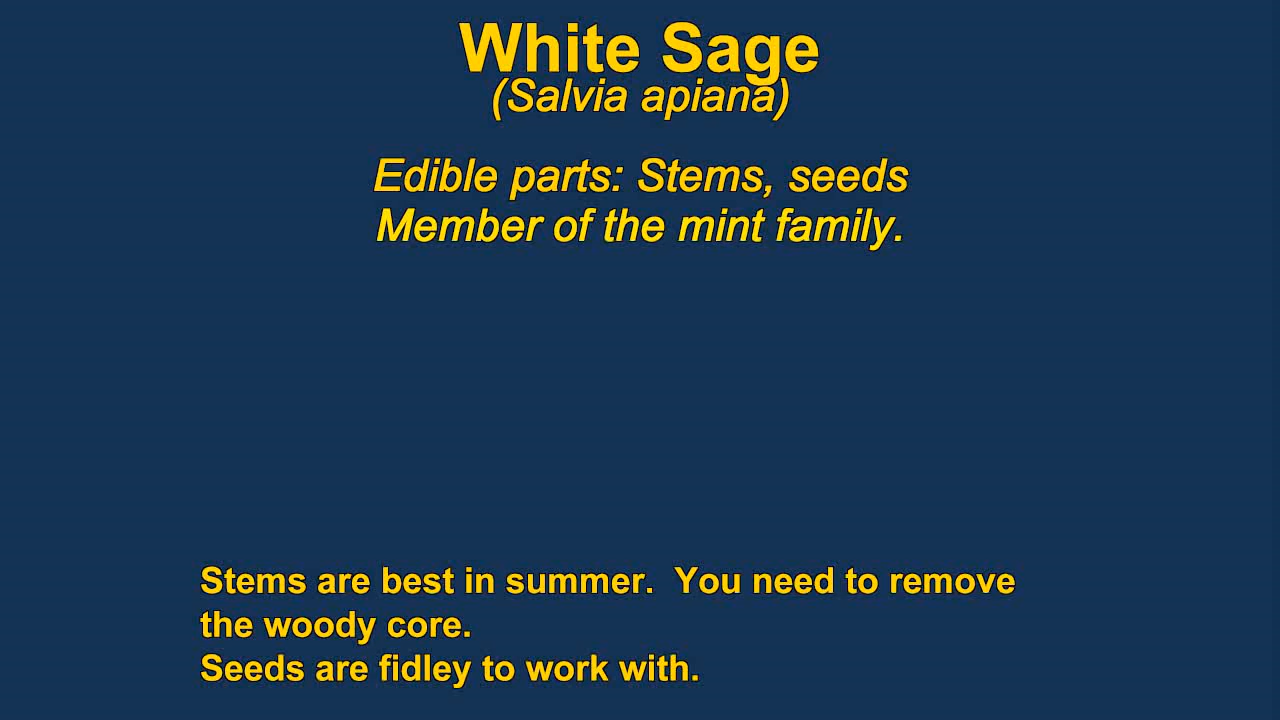 White Sage
(Salvia apiana)
Edible parts: Stems, seeds
Member of the mint family.
Stems are best in summer.  You need to remove
the woody core.
Seeds are fidley to work with.